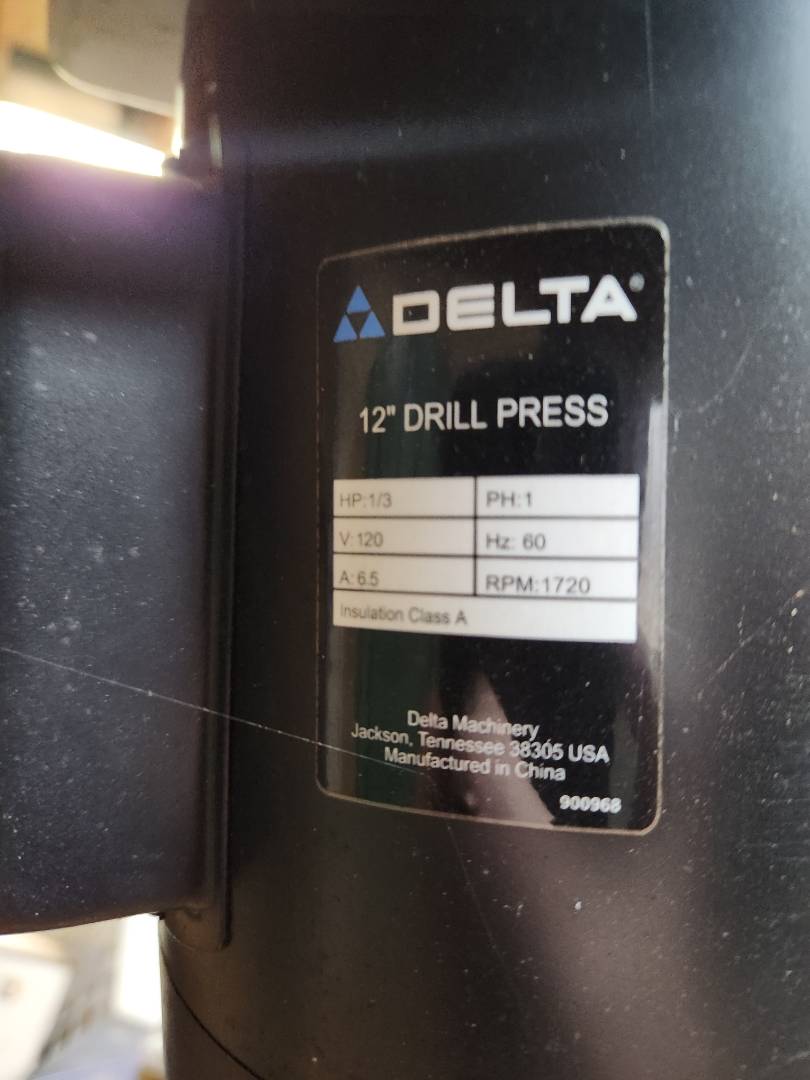 DELTA®
12" DRILL PRESS
HP:1/3 PH:1
V:120 Hz: 60
A:6.5 RPM:1720
Insulation Class A
Delta Machinery
Jackson, Tennessee 38305 USA
Manufactured in China
900968